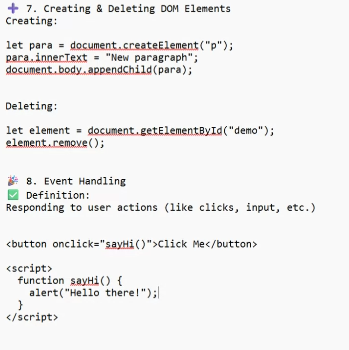 ➕ 7. Creating & Deleting DOM Elements
Creating:
let para = document.createElement("p");
para.innerText = "New paragraph";
document.body.appendChild(para);
Deleting:
let element = document.getElementById("demo");
element.remove();
🎉 8. Event Handling
✅ Definition:
Responding to user actions (like clicks, input, etc.)
<button onclick="sayHi()">Click Me</button>
<script>
  function sayHi() {
    alert("Hello there!");
  }
</script>